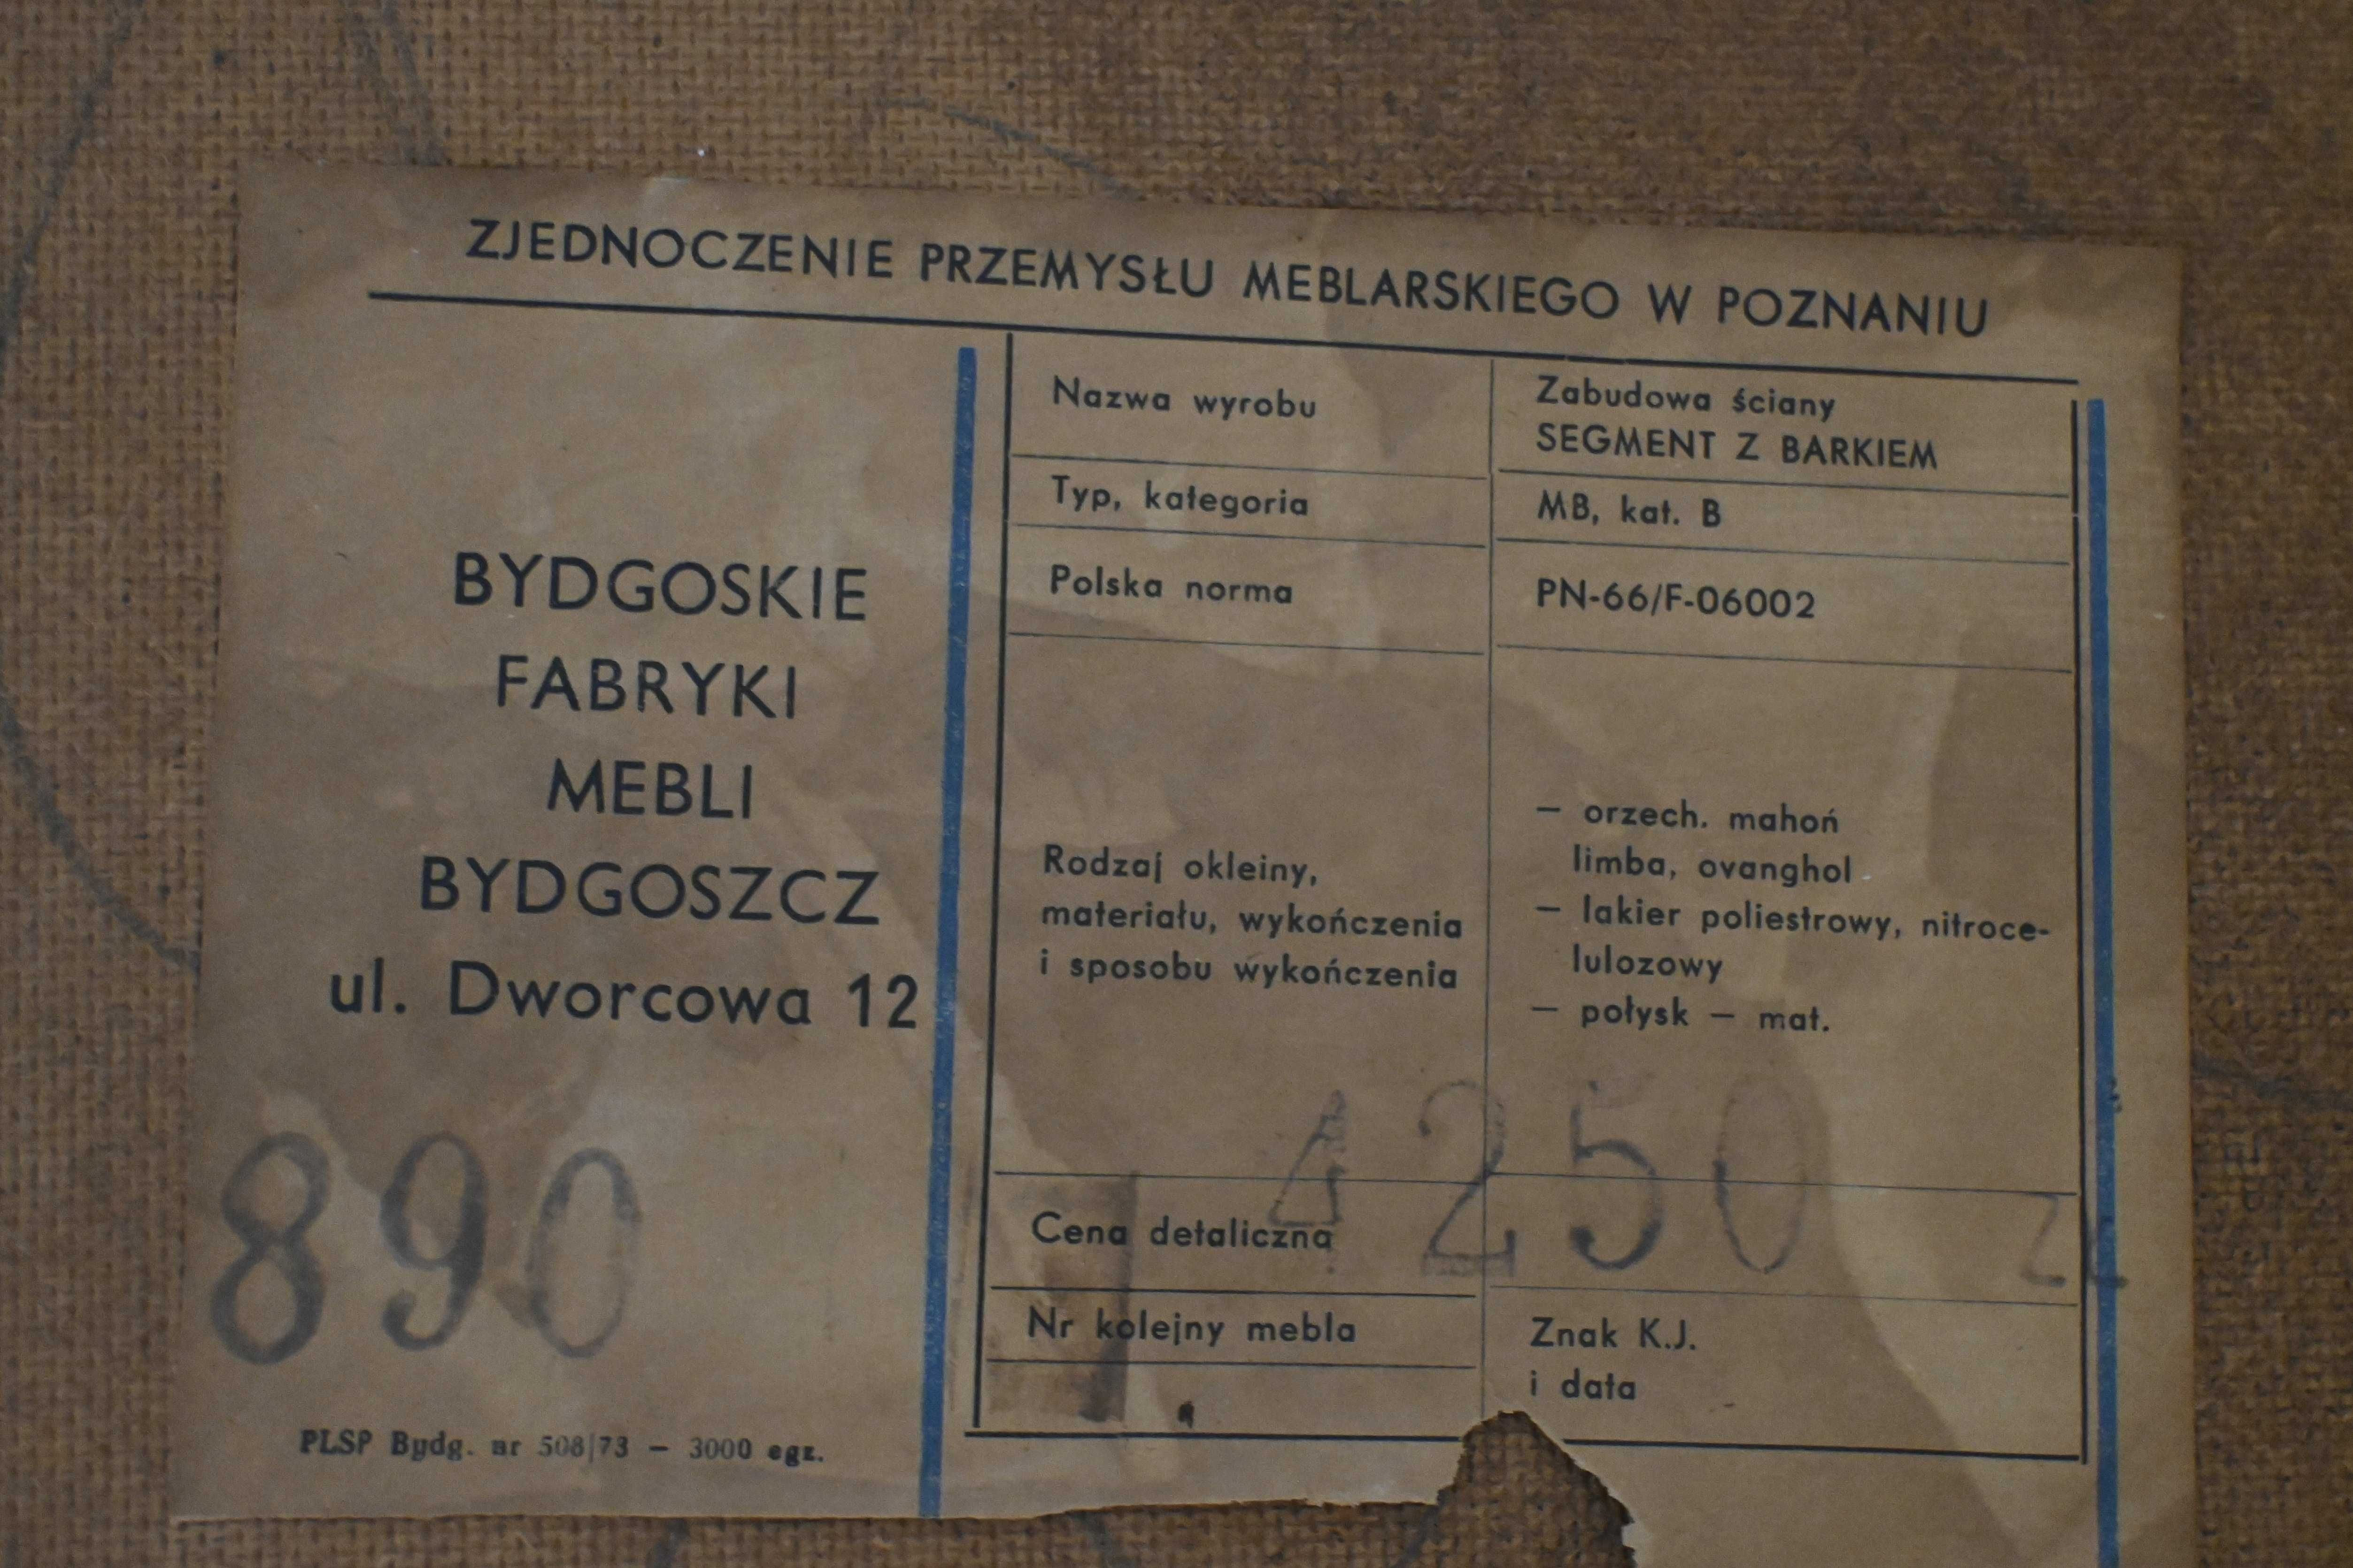 ZJEDNOCZENIE PRZEMYSŁU MEBLARSKIEGO W POZNANIU
BYDGOSKIE
FABRYKI
MEBLI
BYDGOSZCZ
ul. Dworcowa 12
890
PLSP Bydg. nr 508/73 — 3000 egz.
Nazwa wyrobu
Zabudowa ściany
SEGMENT Z BARKIEM
Typ, kategoria
MB, kat. B
Polska norma
PN-66/F-06002
Rodzaj okleiny,
materiału, wykończenia
i sposobu wykończenia
— orzech. mahoń
limba, ovanghol
— lakier poliestrowy, nitroce-
lulozowy
— połysk — mat.
Cena detaliczna
4250 zł
Nr kolejny mebla
Znak K.J.
i data